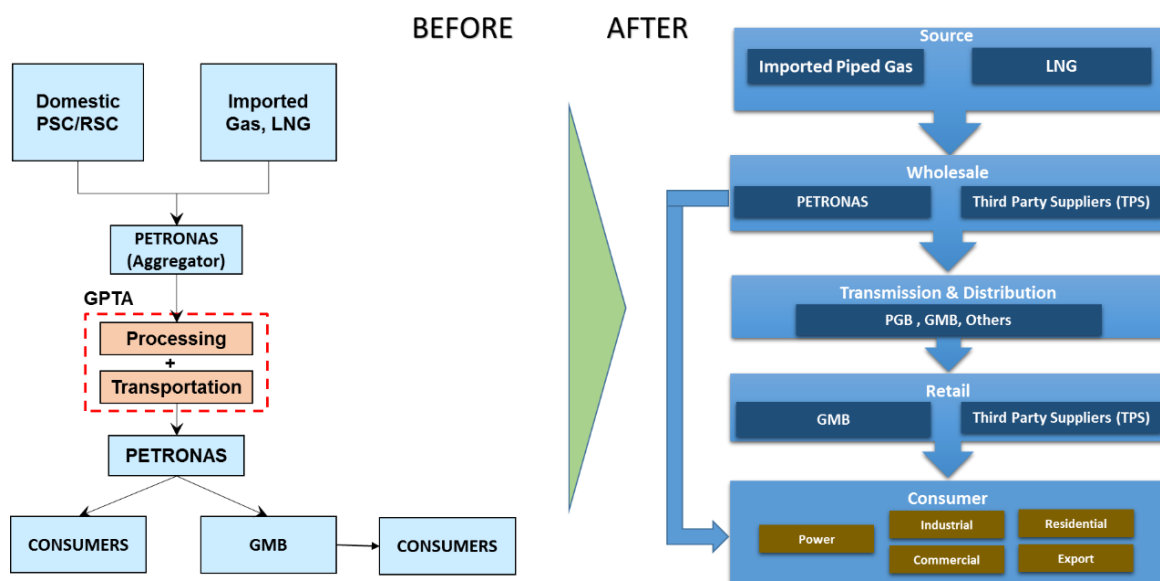 BEFORE
AFTER
Domestic
PSC/RSC
Imported
Gas, LNG
PETRONAS
(Aggregator)
GPTA
Processing
+
Transportation
PETRONAS
CONSUMERS
GMB
CONSUMERS
Source
Imported Piped Gas
LNG
Wholesale
PETRONAS
Third Party Suppliers (TPS)
Transmission & Distribution
PGB , GMB, Others
Retail
GMB
Third Party Suppliers (TPS)
Consumer
Power
Industrial
Residential
Commercial
Export